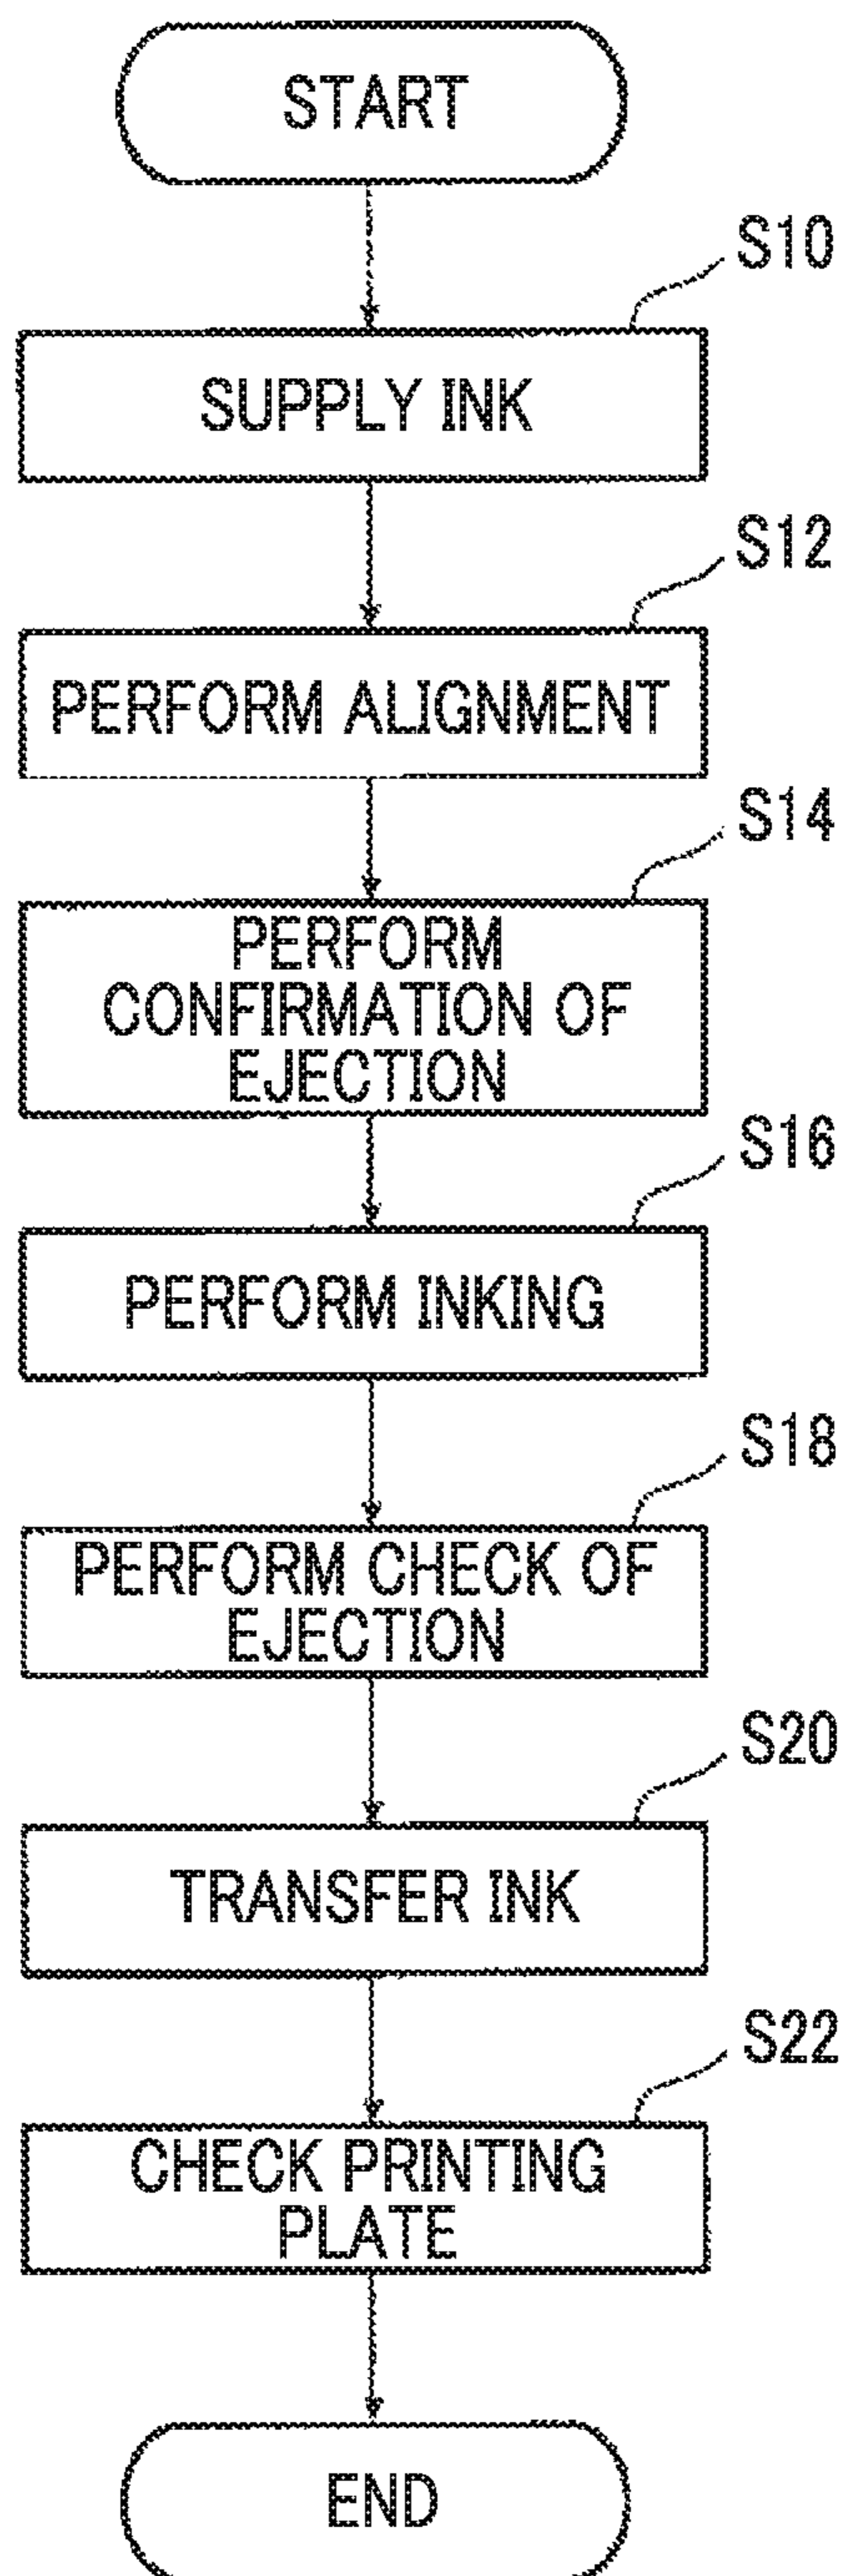 START
S10
SUPPLY INK
S12
PERFORM ALIGNMENT
S14
PERFORM
CONFIRMATION OF
EJECTION
S16
PERFORM INKING
S18
PERFORM CHECK OF
EJECTION
S20
TRANSFER INK
S22
CHECK PRINTING
PLATE
END